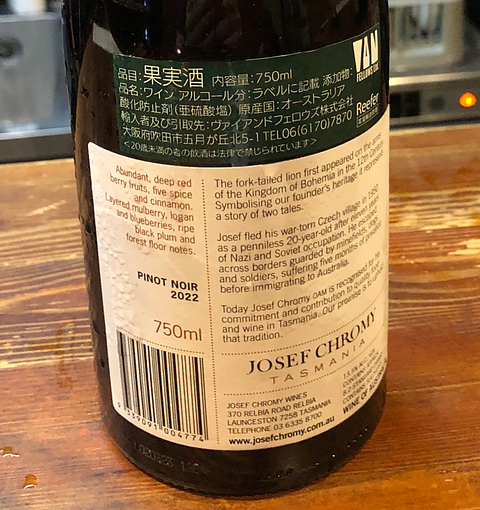 品目:果実酒 内容量:750ml
品名:ワイン アルコール分:ラベルに記載 添加物:
酸化防止剤(亜硫酸塩) 原産国:オーストラリア
輸入者及び引取先:ヴァイアンドフェロウズ株式会社
大阪府吹田市五月が丘北5-1 TEL06(6170)7870
<20歳未満の者の飲酒は法律で禁じられています>
VAN
FELLOWS
Reefer
Abundant, deep red
berry fruits, five spice
and cinnamon.
Layered mulberry, logan
and blueberries, ripe
black plum and
forest floor notes.
PINOT NOIR
2022
750ml
9 339091 004774
The fork-tailed lion first appeared on the arms
of the Kingdom of Bohemia in the 12th Century.
Symbolising our founder's heritage it represents
a story of two tales.
Josef fled his war-torn Czech village in 1950
as a penniless 20-year-old after eleven years
of Nazi and Soviet occupation. He escaped
across borders guarded by minefields, dogs
and soldiers, suffering five months of
before immigrating to Australia.
Today Josef Chromy OAM is recognised for
commitment and contribution to quality food
and wine in Tasmania. Our promise is to
that tradition.
JOSEF CHROMY
TASMANIA
JOSEF CHROMY WINES
370 RELBIA ROAD RELBIA
LAUNCESTON 7258 TASMANIA
TELEPHONE 03 6335 8700
www.josefchromy.com.au
13.5%
WINE OF